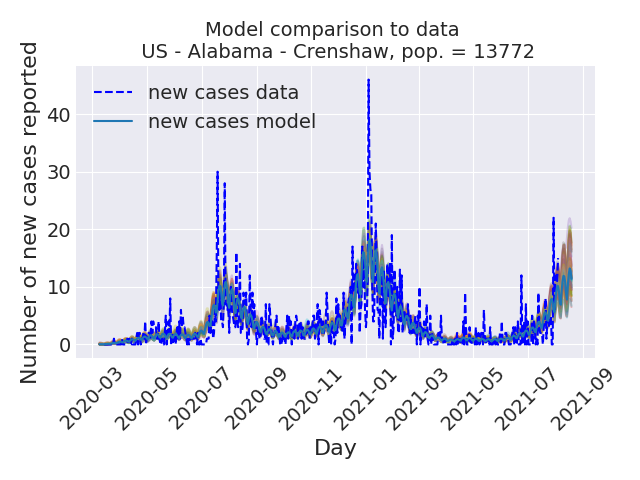 Model comparison to data
US - Alabama - Crenshaw, pop. = 13772
Number of new cases reported
40
30
20
10
0
new cases data
new cases model
2020-03
2020-05
2020-07
2020-09
2020-11
2021-01
2021-03
2021-05
2021-07
2021-09
Day